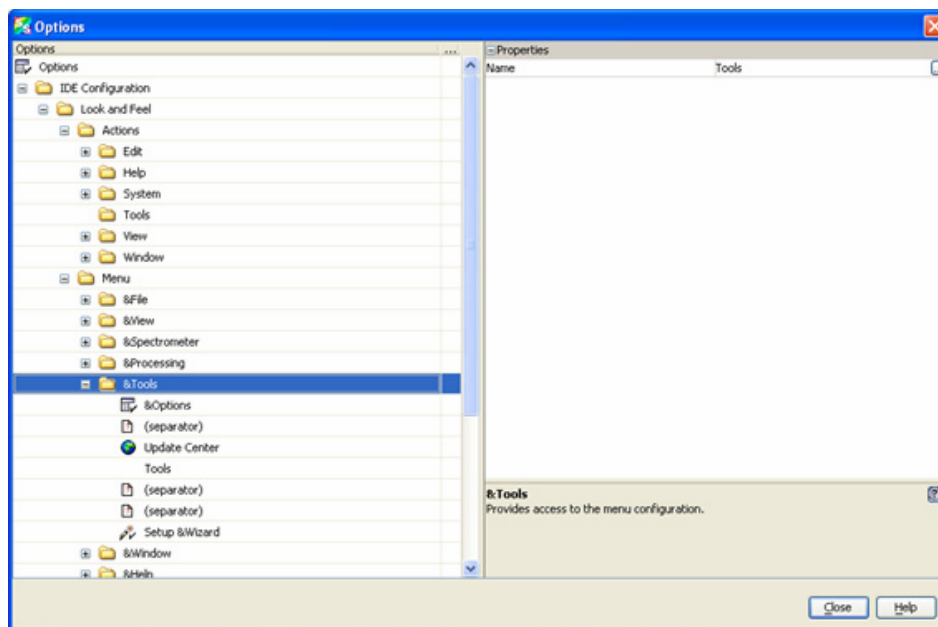 Options
Options ...
Options
IDE Configuration
Look and Feel
Actions
Edit
Help
System
Tools
View
Window
Menu
&File
&View
&Spectrometer
&Processing
&Tools
&Options
(separator)
Update Center
Tools
(separator)
(separator)
Setup &Wizard
&Window
&Help
Properties
Name Tools
&Tools
Provides access to the menu configuration.
Close Help